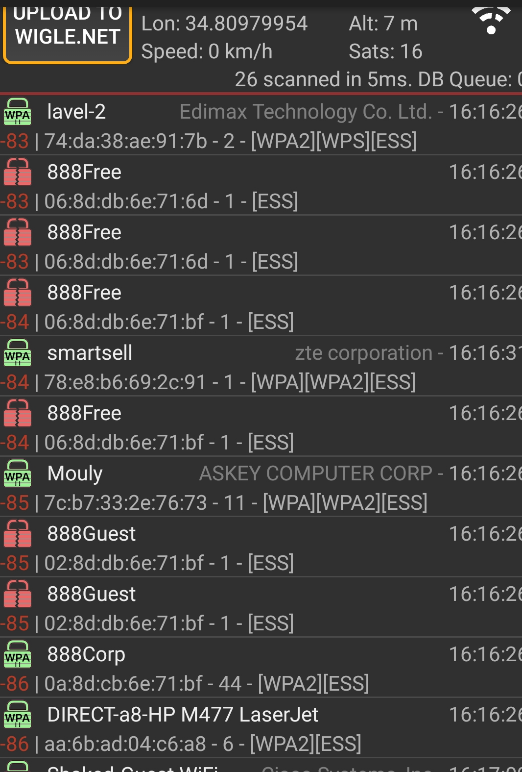 UPLOAD TO
WIGLE.NET
Lon: 34.80979954 Alt: 7 m
Speed: 0 km/h Sats: 16
26 scanned in 5ms. DB Queue:
WPA lavel-2 Edimax Technology Co. Ltd. - 16:16:26
-83 | 74:da:38:ae:91:7b - 2 - [WPA2][WPS][ESS]
888Free 16:16:26
-83 | 06:8d:db:6e:71:6d - 1 - [ESS]
888Free 16:16:26
-83 | 06:8d:db:6e:71:6d - 1 - [ESS]
888Free 16:16:26
-84 | 06:8d:db:6e:71:bf - 1 - [ESS]
WPA smartsell zte corporation - 16:16:31
-84 | 78:e8:b6:69:2c:91 - 1 - [WPA][WPA2][ESS]
888Free 16:16:26
-84 | 06:8d:db:6e:71:bf - 1 - [ESS]
WPA Mouly ASKEY COMPUTER CORP - 16:16:26
-85 | 7c:b7:33:2e:76:73 - 11 - [WPA][WPA2][ESS]
888Guest 16:16:26
-85 | 02:8d:db:6e:71:bf - 1 - [ESS]
888Guest 16:16:26
-85 | 02:8d:db:6e:71:bf - 1 - [ESS]
WPA 888Corp 16:16:26
-86 | 0a:8d:cb:6e:71:bf - 44 - [WPA2][ESS]
WPA DIRECT-a8-HP M477 LaserJet 16:16:26
-86 | aa:6b:ad:04:c6:a8 - 6 - [WPA2][ESS]